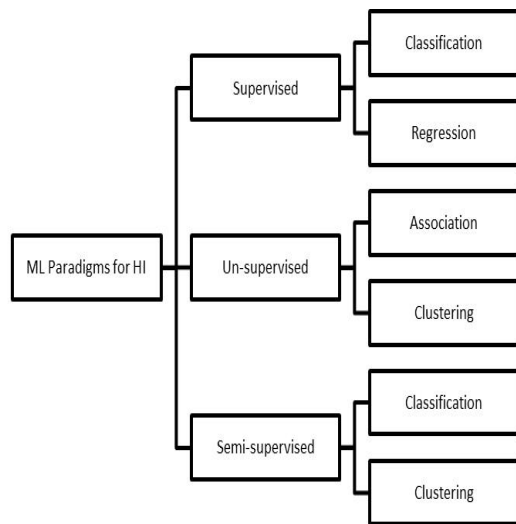 ML Paradigms for HI
Supervised
Classification
Regression
Un-supervised
Association
Clustering
Semi-supervised
Classification
Clustering